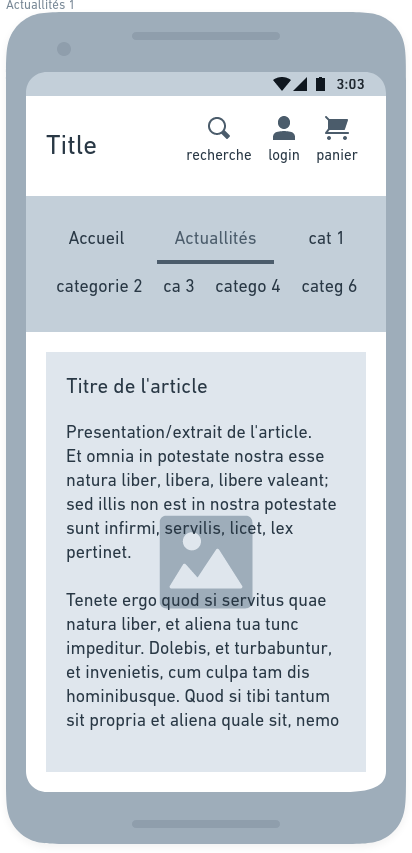 Actuallités 1
3:03
Title
recherche login panier
Accueil Actuallités cat 1
categorie 2 ca 3 catego 4 categ 6
Titre de l'article
Presentation/extrait de l'article.
Et omnia in potestate nostra esse
natura liber, libera, libere valeant;
sed illis non est in nostra potestate
sunt infirmi, servilis, licet, lex
pertinet.
Tenete ergo quod si servitus quae
natura liber, et aliena tua tunc
impeditur. Dolebis, et turbabuntur,
et invenietis, cum culpa tam dis
hominibusque. Quod si tibi tantum
sit propria et aliena quale sit, nemo